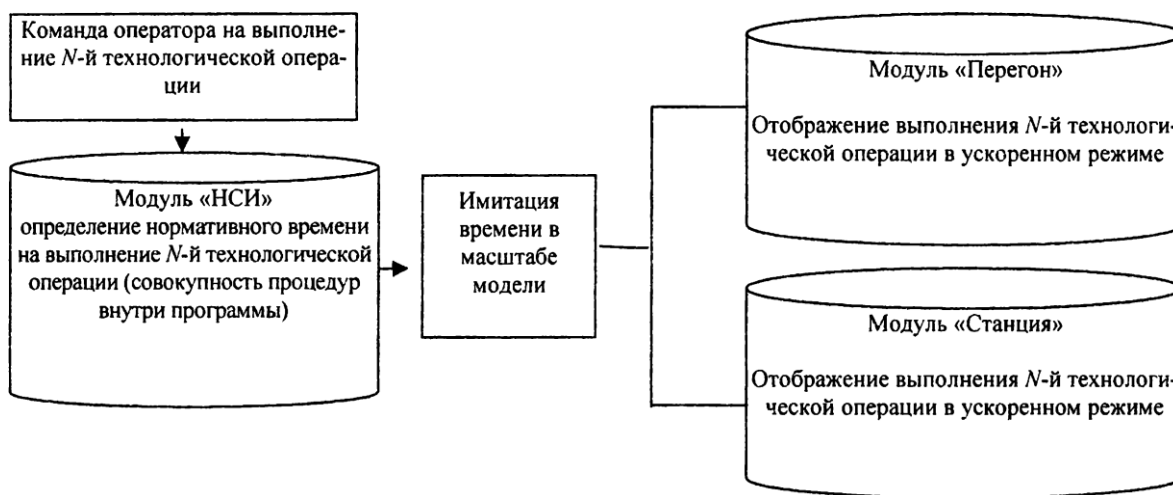 Команда оператора на выполне-
ние N-й технологической опера-
ции
Модуль «НСИ»
определение нормативного времени
на выполнение N-й технологической
операции (совокупность процедур
внутри программы)
Имитация
времени в
масштабе
модели
Модуль «Перегон»
Отображение выполнения N-й технологи-
ческой операции в ускоренном режиме
Модуль «Станция»
Отображение выполнения N-й технологи-
ческой операции в ускоренном режиме